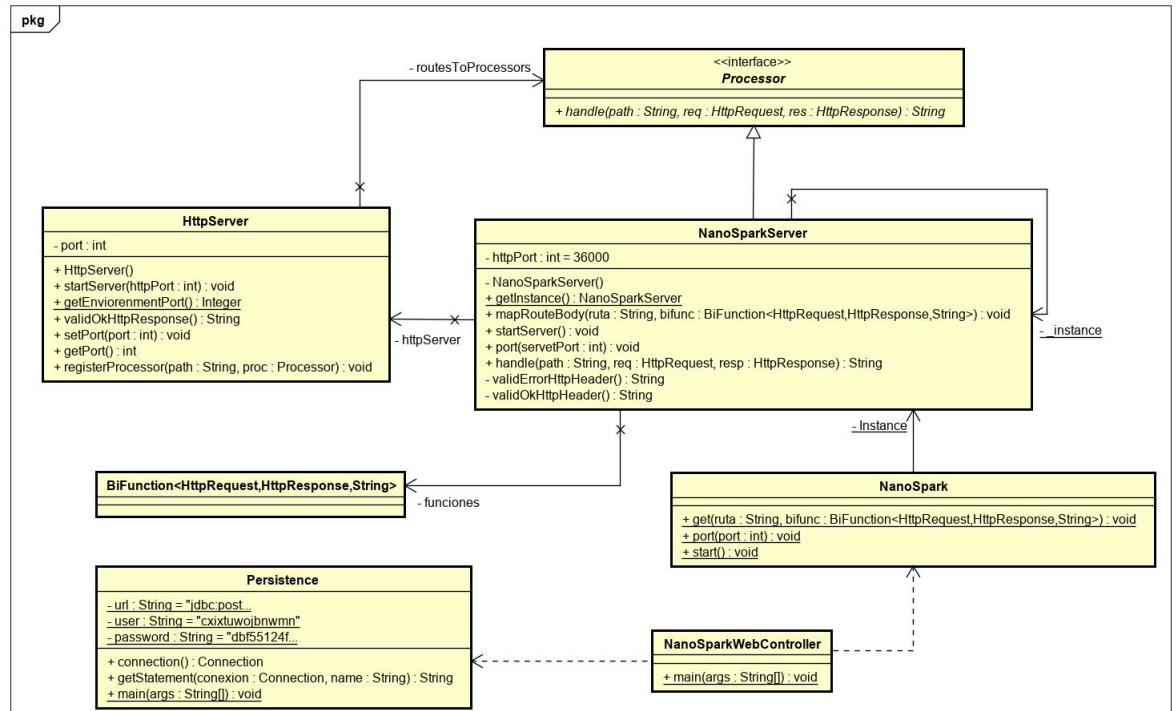 pkg
- routesToProcessors
<<interface>>
Processor
+ handle(path : String, req : HttpRequest, res : HttpResponse) : String
HttpServer
- port : int
+ HttpServer()
+ startServer(httpPort : int) : void
+ getEnviorenmentPort() : Integer
+ validOkHttpResponse() : String
+ setPort(port : int) : void
+ getPort() : int
+ registerProcessor(path : String, proc : Processor) : void
- httpServer
NanoSparkServer
- httpPort : int = 36000
- NanoSparkServer()
+ getInstance() : NanoSparkServer
+ mapRouteBody(ruta : String, bifunc : BiFunction<HttpRequest,HttpResponse,String>) : void
+ startServer() : void
+ port(servetPort : int) : void
+ handle(path : String, req : HttpRequest, resp : HttpResponse) : String
- validErrorHttpHeader() : String
- validOkHttpHeader() : String
- _instance
- Instance
BiFunction<HttpRequest,HttpResponse,String>
- funciones
NanoSpark
+ get(ruta : String, bifunc : BiFunction<HttpRequest,HttpResponse,String>) : void
+ port(port : int) : void
+ start() : void
Persistence
- url : String = "jdbc:post...
- user : String = "cxixtuwojbnwmn"
- password : String = "dbf55124f...
+ connection() : Connection
+ getStatement(conexion : Connection, name : String) : String
+ main(args : String[]) : void
NanoSparkWebController
+ main(args : String[]) : void